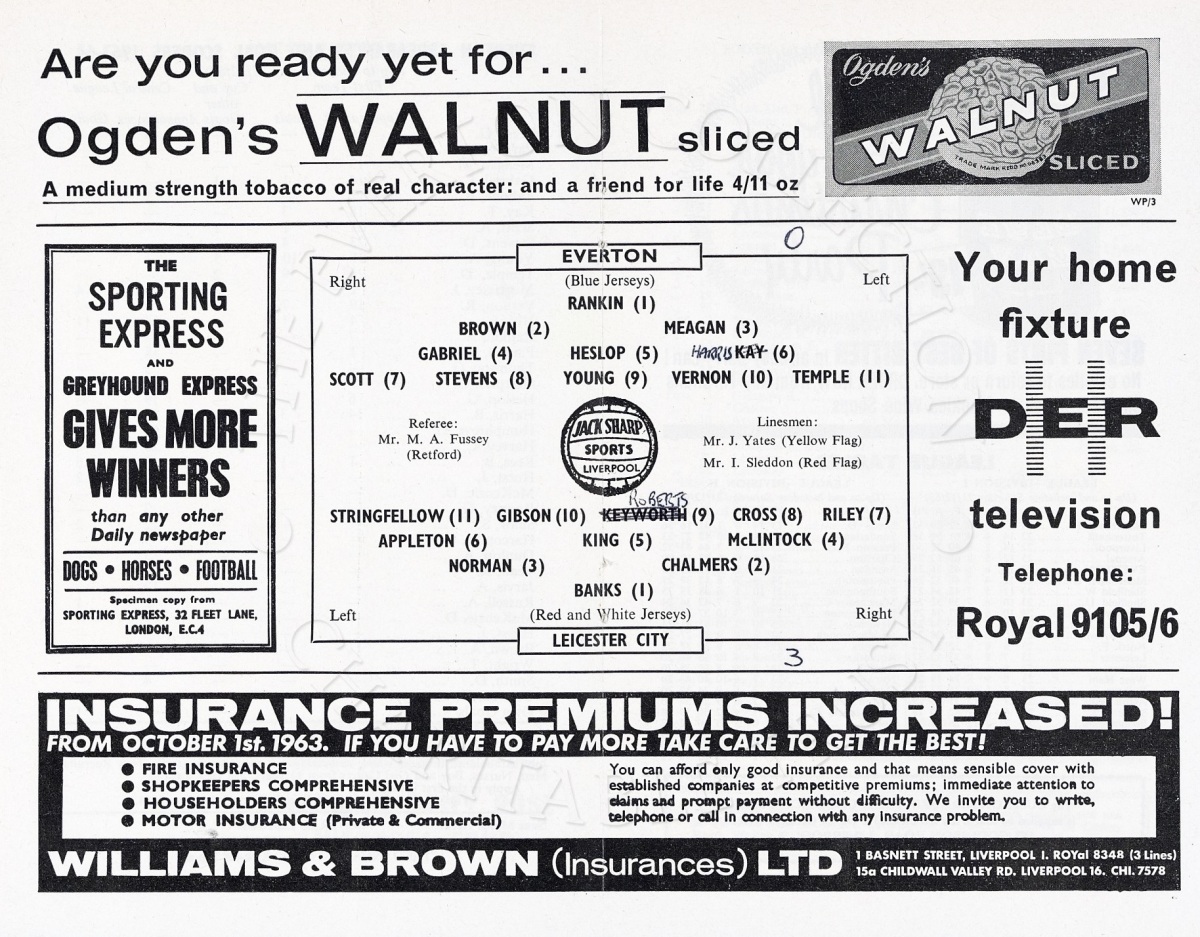 Are you ready yet for...
Ogden's WALNUT sliced
A medium strength tobacco of real character: and a friend for life 4/11 oz
Ogden's
WALNUT
SLICED
WP/3
THE
SPORTING
EXPRESS
AND
GREYHOUND EXPRESS
GIVES MORE
WINNERS
than any other
Daily newspaper
DOGS • HORSES • FOOTBALL
Specimen copy from
SPORTING EXPRESS, 32 FLEET LANE,
LONDON, E.C.4
0
EVERTON
Right (Blue Jerseys) Left
RANKIN (1)
BROWN (2) MEAGAN (3)
GABRIEL (4) HESLOP (5) HARRIS KAY (6)
SCOTT (7) STEVENS (8) YOUNG (9) VERNON (10) TEMPLE (11)
Referee:
Mr. M. A. Fussey
(Retford)
JACK SHARP
SPORTS
LIVERPOOL
Linesmen:
Mr. J. Yates (Yellow Flag)
Mr. I. Sleddon (Red Flag)
ROBERTS
STRINGFELLOW (11) GIBSON (10) KEYWORTH (9) CROSS (8) RILEY (7)
APPLETON (6) KING (5) McLINTOCK (4)
NORMAN (3) CHALMERS (2)
BANKS (1)
Left (Red and White Jerseys) Right
LEICESTER CITY
3
Your home
fixture
DER
television
Telephone:
Royal 9105/6
INSURANCE PREMIUMS INCREASED!
FROM OCTOBER 1st. 1963. IF YOU HAVE TO PAY MORE TAKE CARE TO GET THE BEST!
● FIRE INSURANCE
● SHOPKEEPERS COMPREHENSIVE
● HOUSEHOLDERS COMPREHENSIVE
● MOTOR INSURANCE (Private & Commercial)
You can afford only good insurance and that means sensible cover with
established companies at competitive premiums; immediate attention to
claims and prompt payment without difficulty. We invite you to write,
telephone or call in connection with any insurance problem.
WILLIAMS & BROWN (Insurances) LTD
1 BASNETT STREET, LIVERPOOL 1. ROYal 8348 (3 Lines)
15a CHILDWALL VALLEY RD. LIVERPOOL 16. CHI. 7578